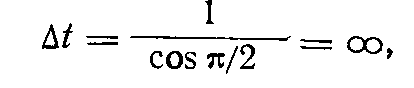 Δt = 1 / cos π/2 = ∞,